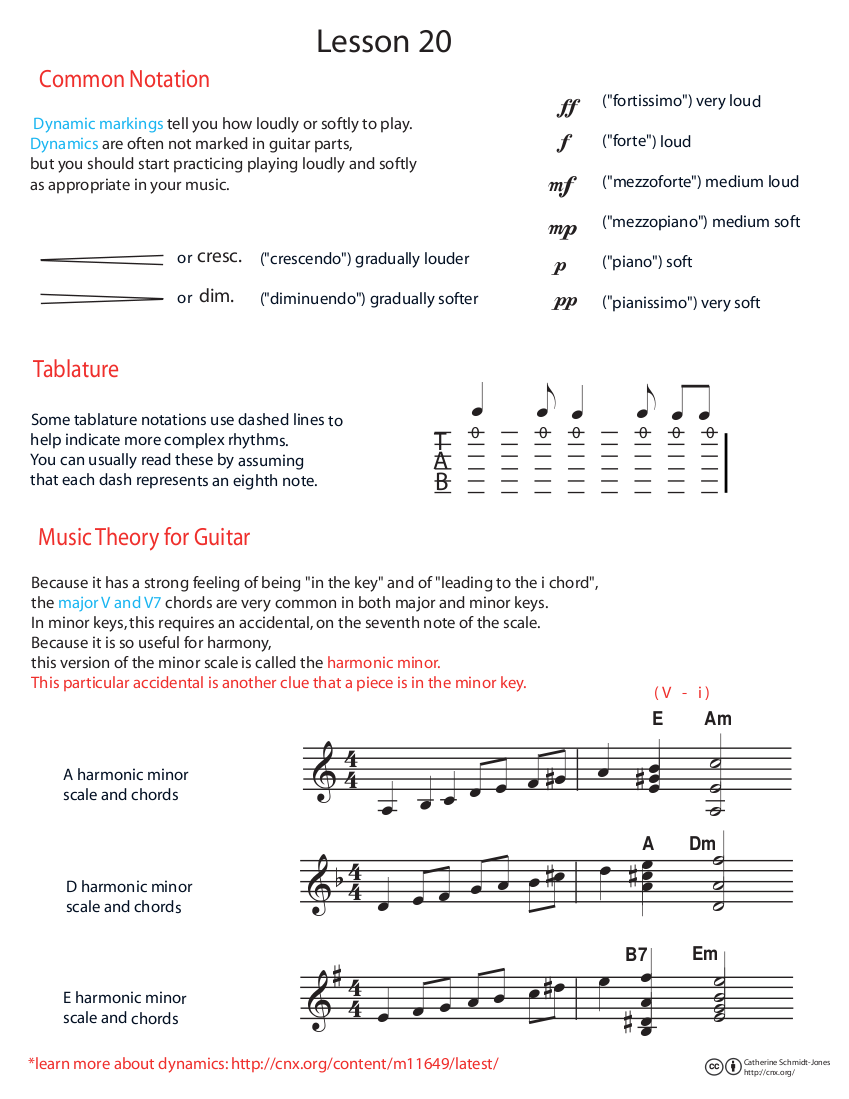 Lesson 20
Common Notation
Dynamic markings tell you how loudly or softly to play.
Dynamics are often not marked in guitar parts,
but you should start practicing playing loudly and softly
as appropriate in your music.
ff ("fortissimo") very loud
f ("forte") loud
mf ("mezzoforte") medium loud
mp ("mezzopiano") medium soft
p ("piano") soft
pp ("pianissimo") very soft
or cresc. ("crescendo") gradually louder
or dim. ("diminuendo") gradually softer
Tablature
Some tablature notations use dashed lines to
help indicate more complex rhythms.
You can usually read these by assuming
that each dash represents an eighth note.
0 0 0 0 0 0
T
A
B
Music Theory for Guitar
Because it has a strong feeling of being "in the key" and of "leading to the i chord",
the major V and V7 chords are very common in both major and minor keys.
In minor keys, this requires an accidental, on the seventh note of the scale.
Because it is so useful for harmony,
this version of the minor scale is called the harmonic minor.
This particular accidental is another clue that a piece is in the minor key.
(V - i)
E Am
A harmonic minor
scale and chords
4
4
A Dm
D harmonic minor
scale and chords
4
4
B7 Em
E harmonic minor
scale and chords
4
4
*learn more about dynamics: http://cnx.org/content/m11649/latest/
cc
Catherine Schmidt-Jones
http://cnx.org/